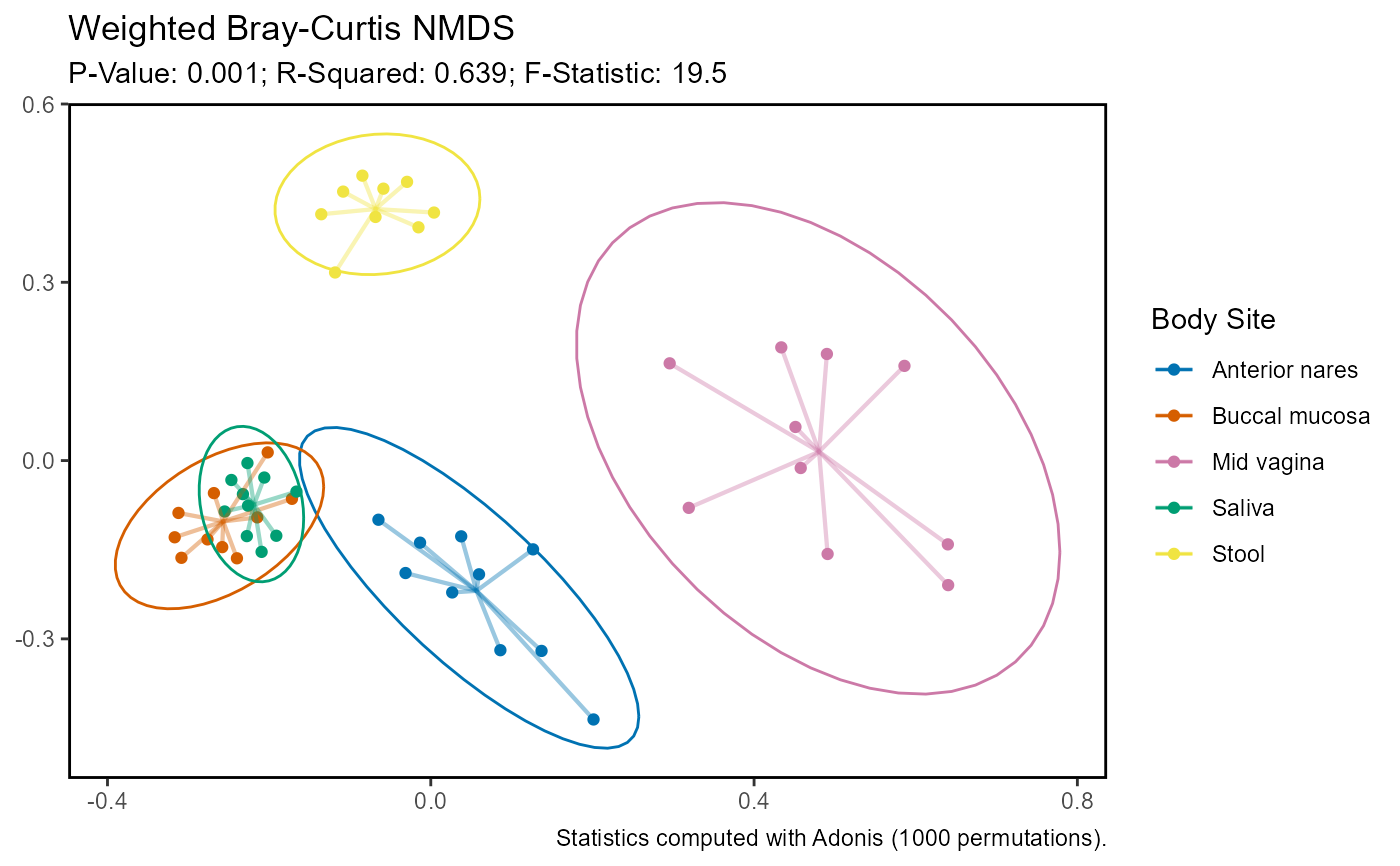 Weighted Bray-Curtis NMDS
P-Value: 0.001; R-Squared: 0.639; F-Statistic: 19.5
0.6
0.3
0.0
-0.3
-0.4
0.0
0.4
0.8
Statistics computed with Adonis (1000 permutations).
Body Site
Anterior nares
Buccal mucosa
Mid vagina
Saliva
Stool